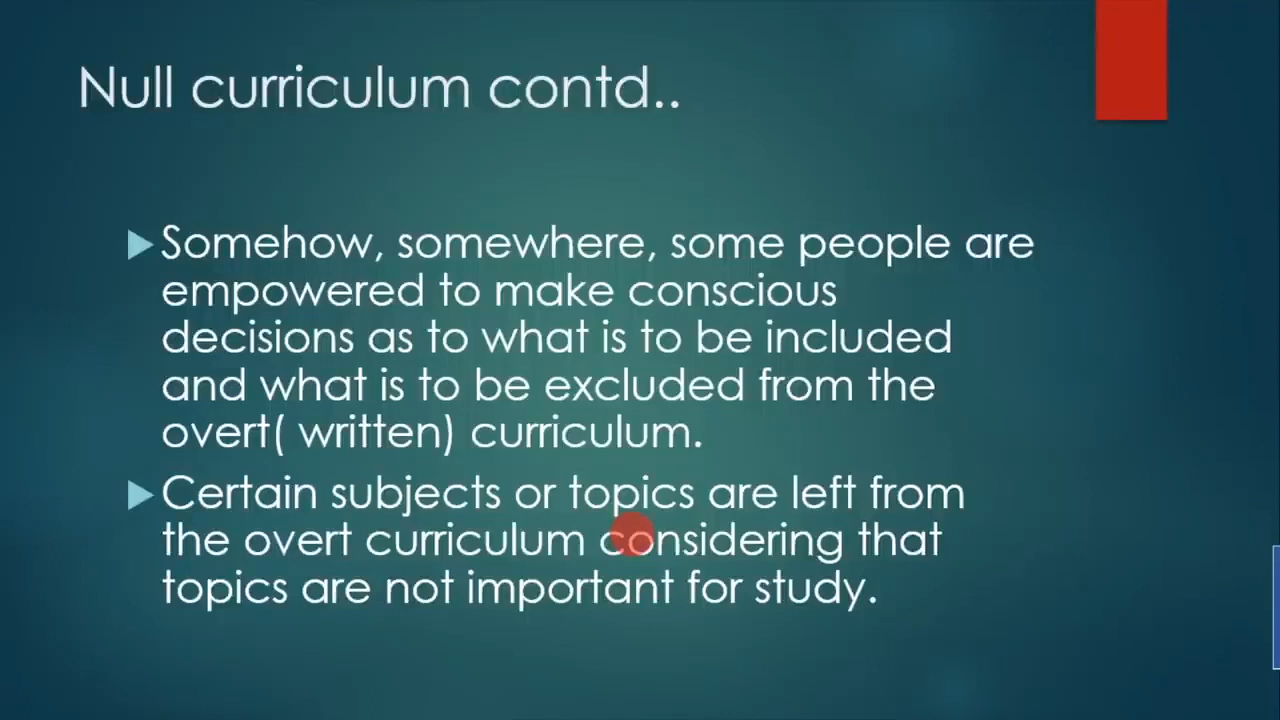 Null curriculum contd..
Somehow, somewhere, some people are
empowered to make conscious
decisions as to what is to be included
and what is to be excluded from the
overt( written) curriculum.
Certain subjects or topics are left from
the overt curriculum considering that
topics are not important for study.